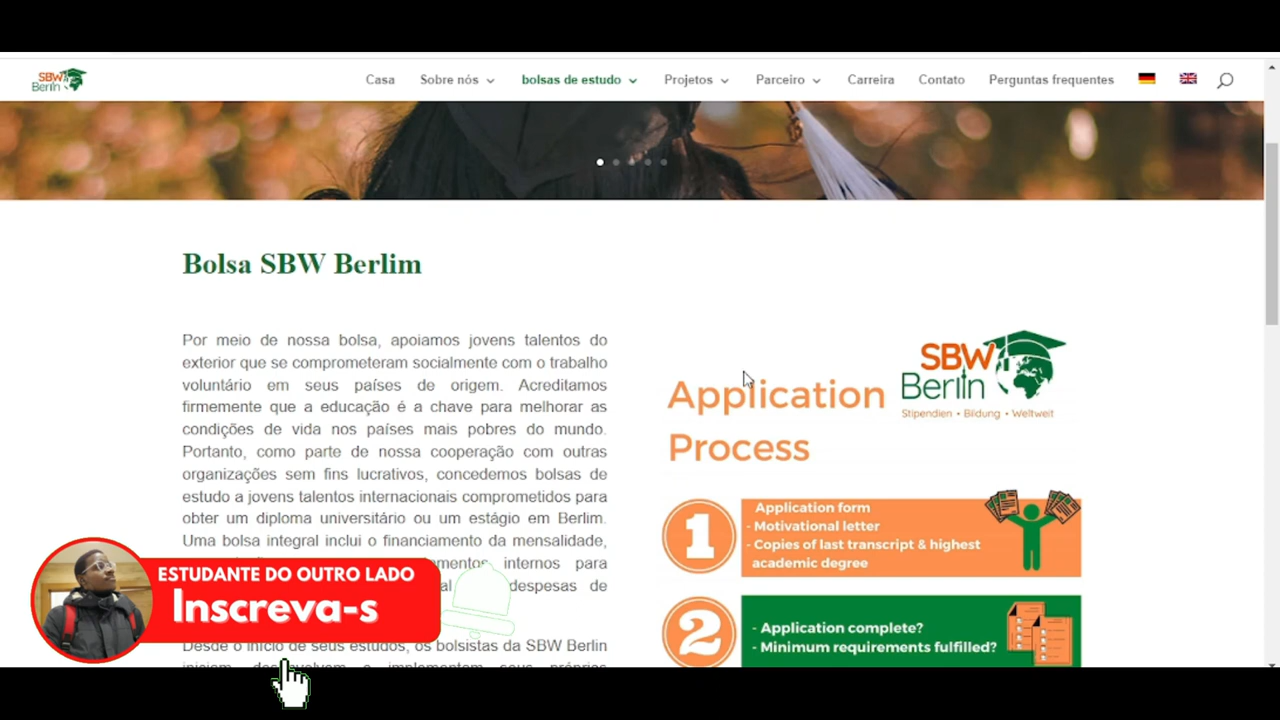 SBW
Berlin
Casa
Sobre nós
bolsas de estudo
Projetos
Parceiro
Carreira
Contato
Perguntas frequentes
Bolsa SBW Berlim
Por meio de nossa bolsa, apoiamos jovens talentos do
exterior que se comprometeram socialmente com o trabalho
voluntário em seus países de origem. Acreditamos
firmemente que a educação é a chave para melhorar as
condições de vida nos países mais pobres do mundo.
Portanto, como parte de nossa cooperação com outras
organizações sem fins lucrativos, concedemos bolsas de
estudo a jovens talentos internacionais comprometidos para
obter um diploma universitário ou um estágio em Berlim.
Uma bolsa integral inclui o financiamento da mensalidade,
internos para
despesas de
Desde o início de seus estudos, os bolsistas da SBW Berlin
SBW
Berlin
Stipendien • Bildung • Weltweit
Application
Process
1
Application form
- Motivational letter
- Copies of last transcript & highest
academic degree
2
- Application complete?
- Minimum requirements fulfilled?
ESTUDANTE DO OUTRO LADO
Inscreva-s